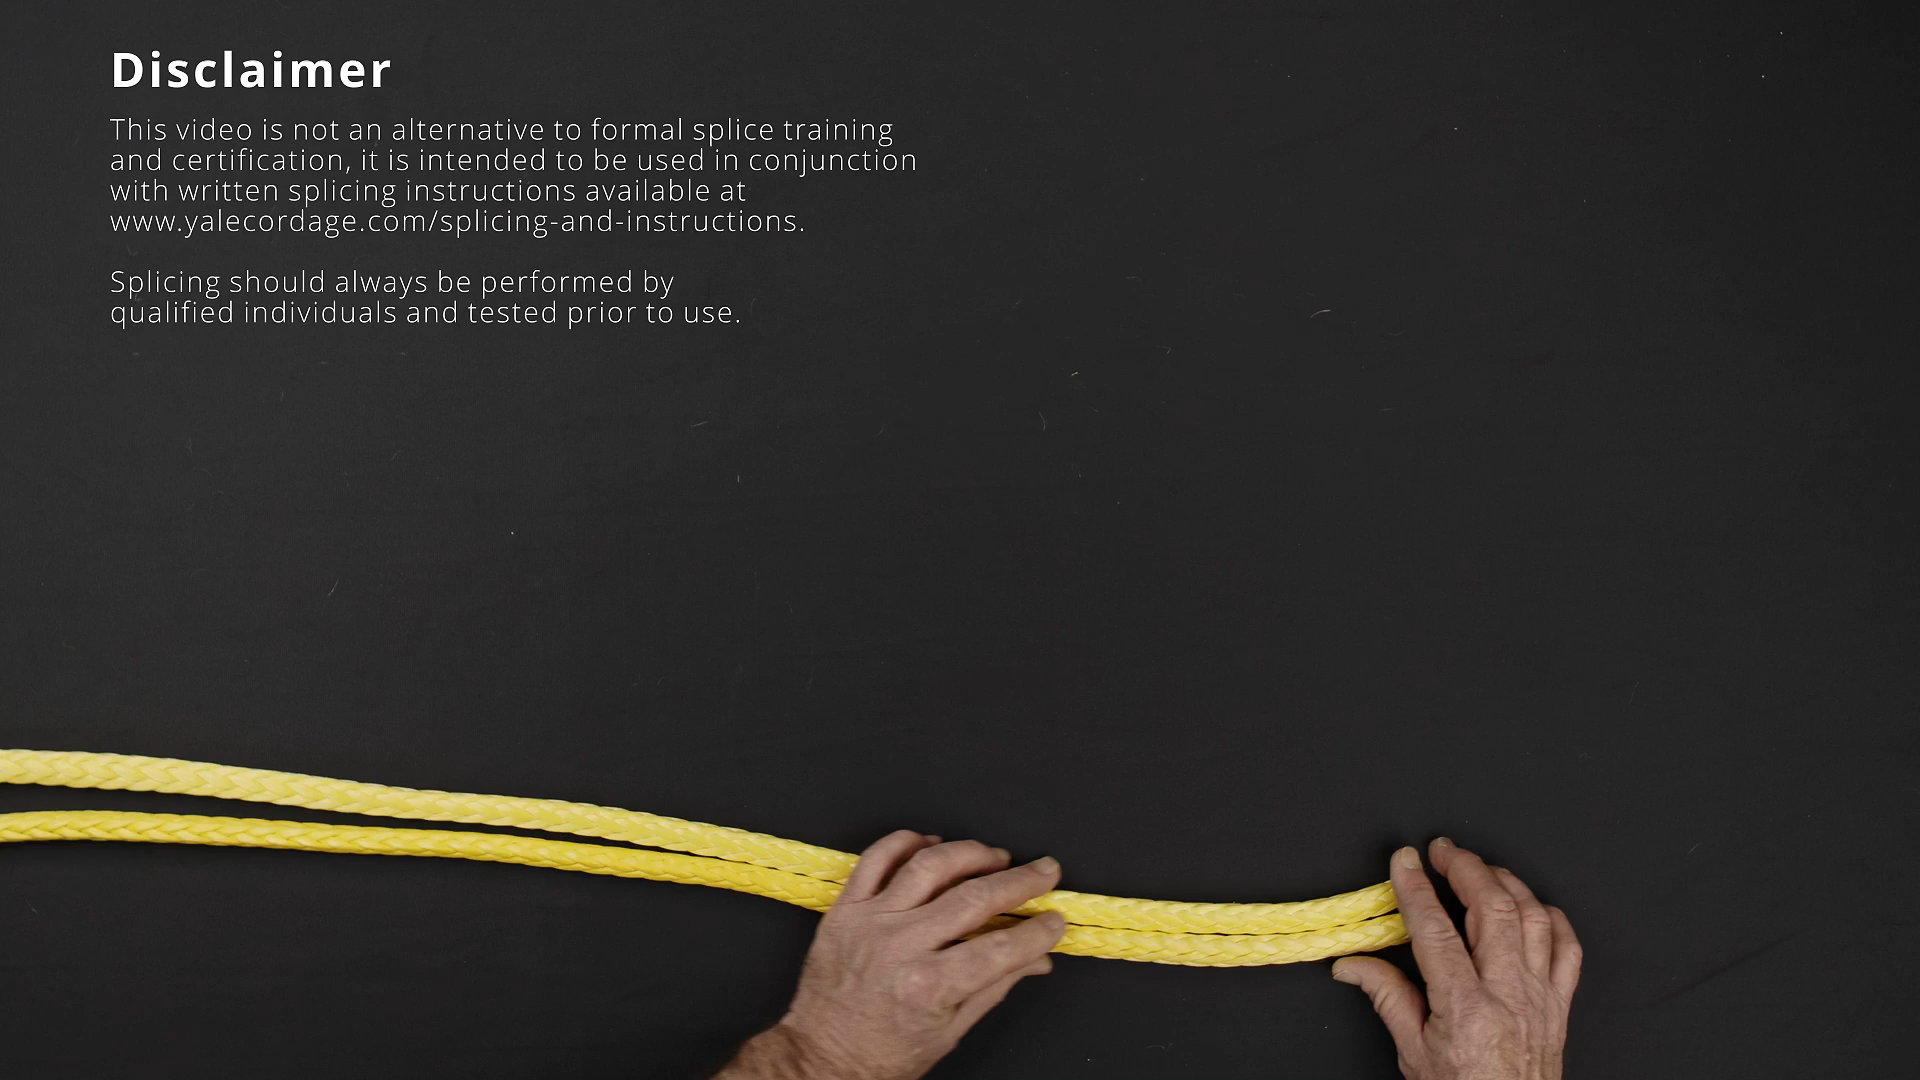 Disclaimer
This video is not an alternative to formal splice training
and certification, it is intended to be used in conjunction
with written splicing instructions available at
www.yalecordage.com/splicing-and-instructions.
Splicing should always be performed by
qualified individuals and tested prior to use.